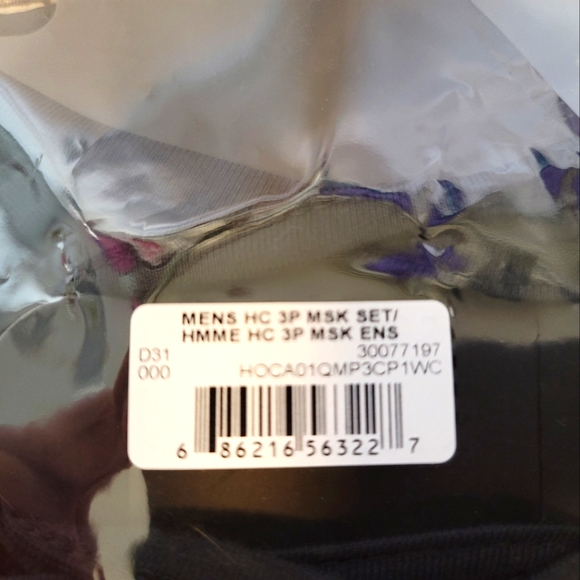 MENS HC 3P MSK SET/
HMME HC 3P MSK ENS
D31 30077197
000 HOCA01QMP3CP1WC
6 86216 56322 7